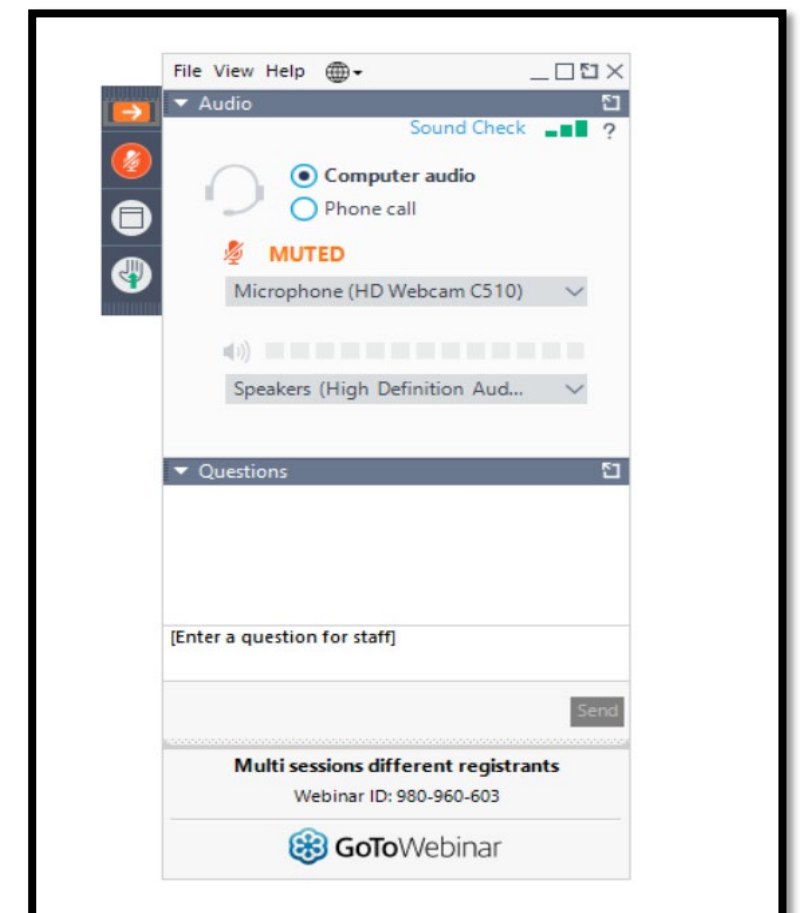 File View Help
Audio
Sound Check ?
Computer audio
Phone call
MUTED
Microphone (HD Webcam C510)
Speakers (High Definition Aud...
Questions
[Enter a question for staff]
Send
Multi sessions different registrants
Webinar ID: 980-960-603
GoToWebinar